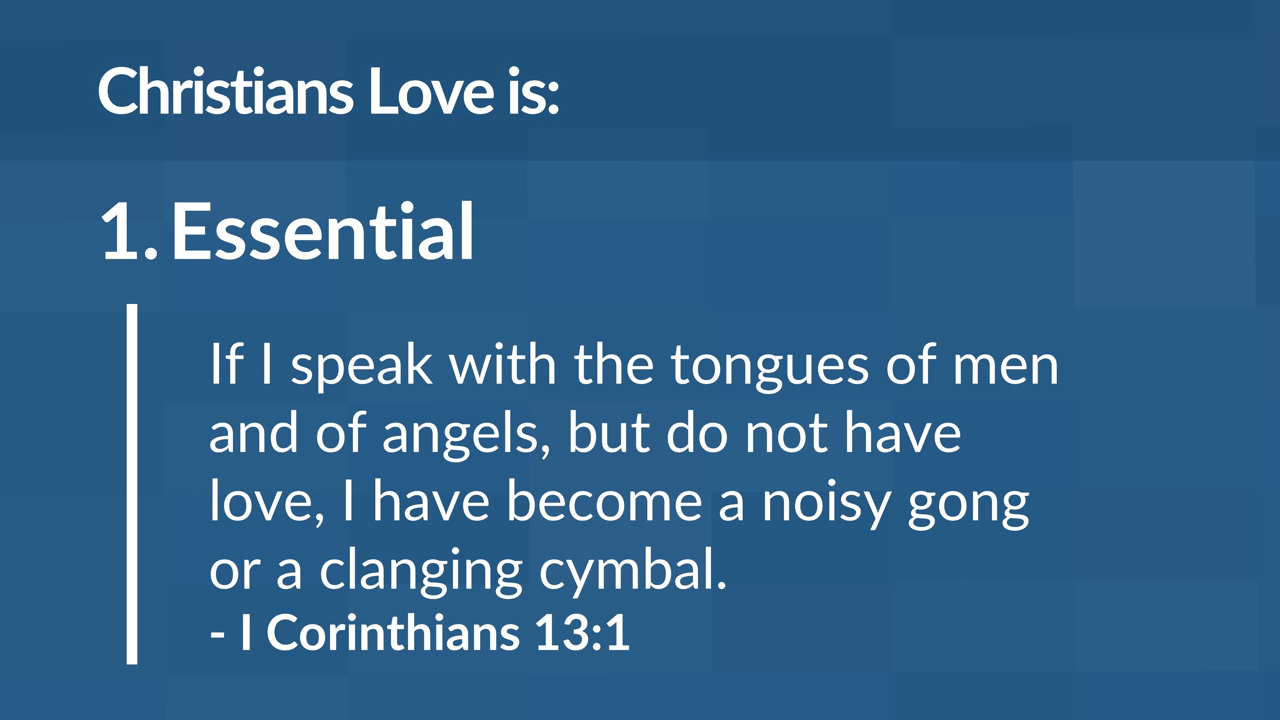 Christians Love is:
1. Essential
If I speak with the tongues of men
and of angels, but do not have
love, I have become a noisy gong
or a clanging cymbal.
- I Corinthians 13:1